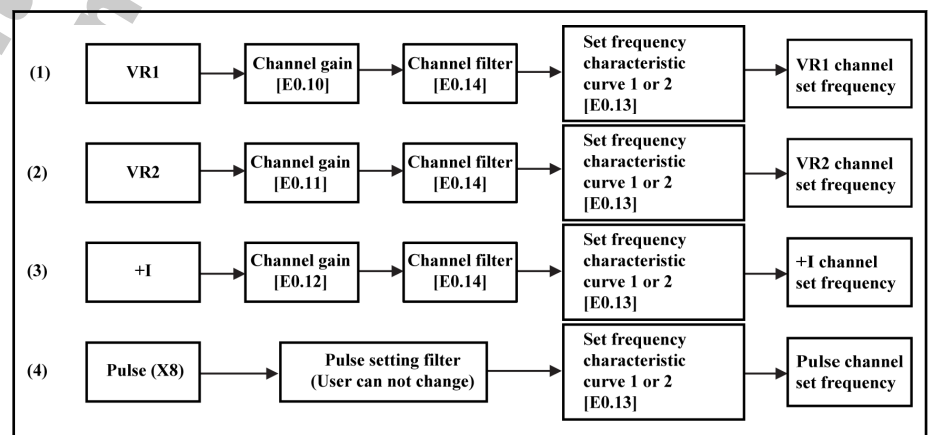 (1)
VR1
Channel gain
[E0.10]
Channel filter
[E0.14]
Set frequency
characteristic
curve 1 or 2
[E0.13]
VR1 channel
set frequency
(2)
VR2
Channel gain
[E0.11]
Channel filter
[E0.14]
Set frequency
characteristic
curve 1 or 2
[E0.13]
VR2 channel
set frequency
(3)
+I
Channel gain
[E0.12]
Channel filter
[E0.14]
Set frequency
characteristic
curve 1 or 2
[E0.13]
+I channel
set frequency
(4)
Pulse (X8)
Pulse setting filter
(User can not change)
Set frequency
characteristic
curve 1 or 2
[E0.13]
Pulse channel
set frequency